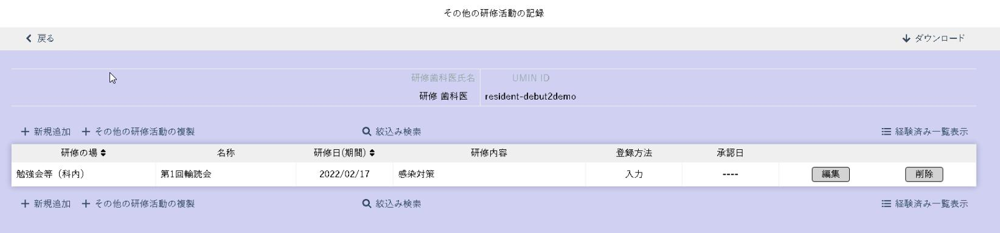 その他の研修活動の記録
戻る ダウンロード
研修歯科医氏名 UMIN ID
研修 歯科医 resident-debut2demo
新規追加 その他の研修活動の複製 絞込み検索 経験済み一覧表示
研修の場 名称 研修日(期間) 研修内容 登録方法 承認日
勉強会等（科内） 第1回輪読会 2022/02/17 感染対策 入力 ---- 編集 削除
新規追加 その他の研修活動の複製 絞込み検索 経験済み一覧表示